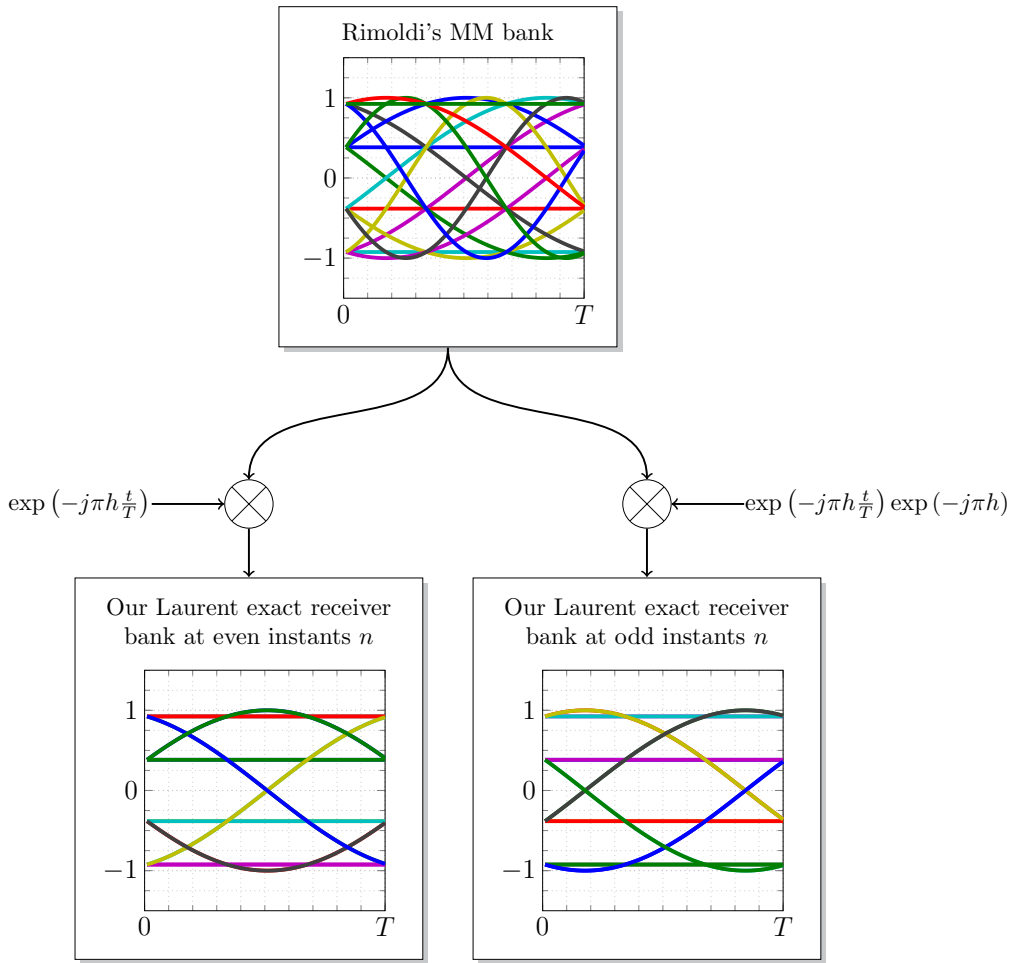 Rimoldi's MM bank
1
0
−1
0 T
exp (−jπh t/T)
exp (−jπh t/T) exp (−jπh)
Our Laurent exact receiver
bank at even instants n
1
0
−1
0 T
Our Laurent exact receiver
bank at odd instants n
1
0
−1
0 T